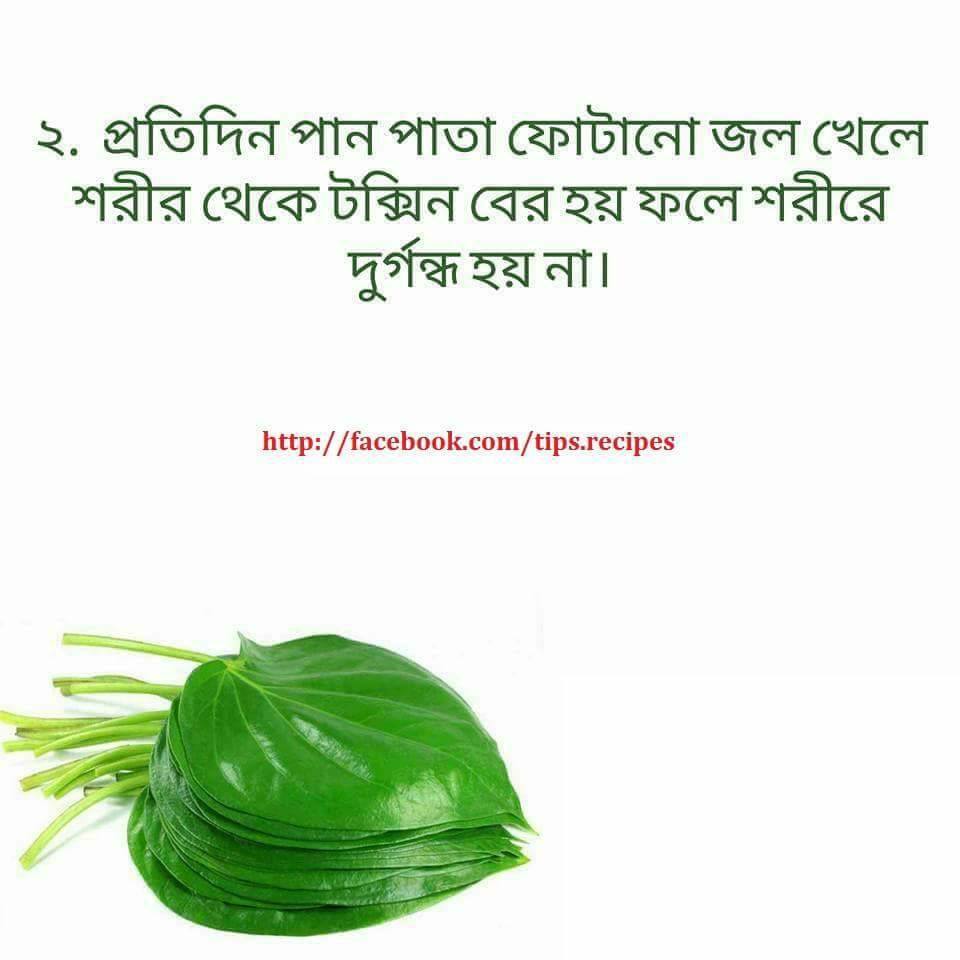 ২. প্রতিদিন পান পাতা ফোটানো জল খেলে
শরীর থেকে টক্সিন বের হয় ফলে শরীরে
দুর্গন্ধ হয় না।
http://facebook.com/tips.recipes